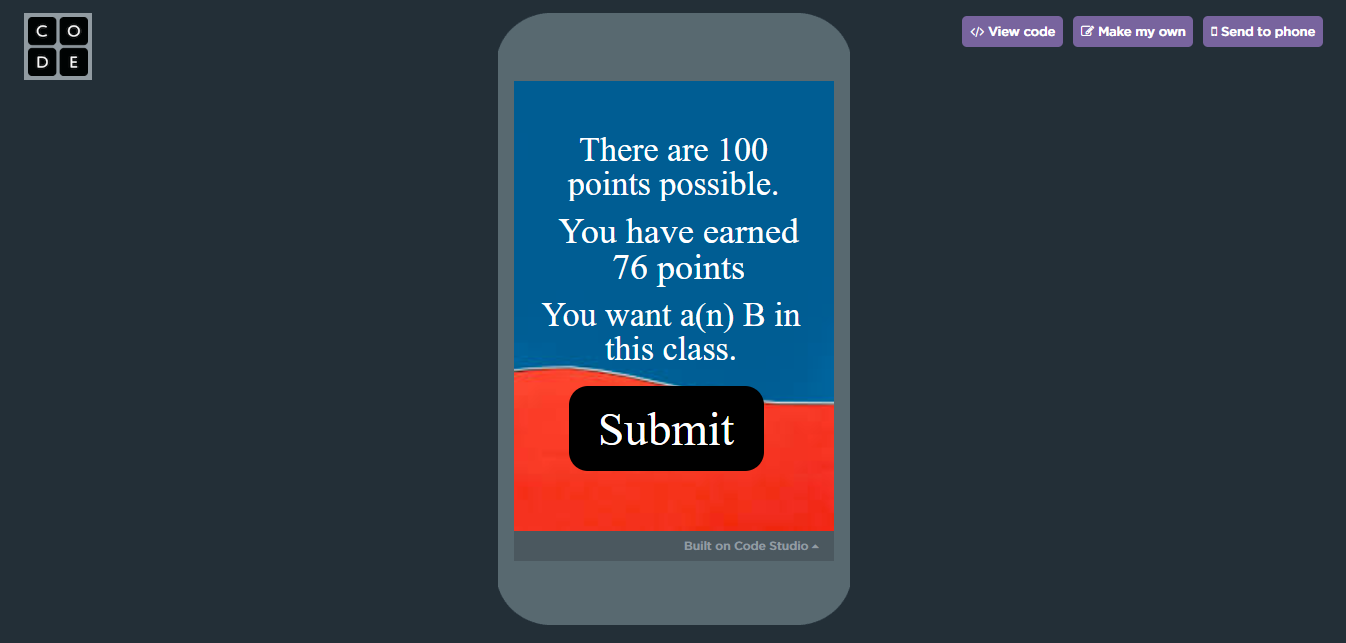 C O
D E
View code
Make my own
Send to phone
There are 100
points possible.
You have earned
76 points
You want a(n) B in
this class.
Submit
Built on Code Studio